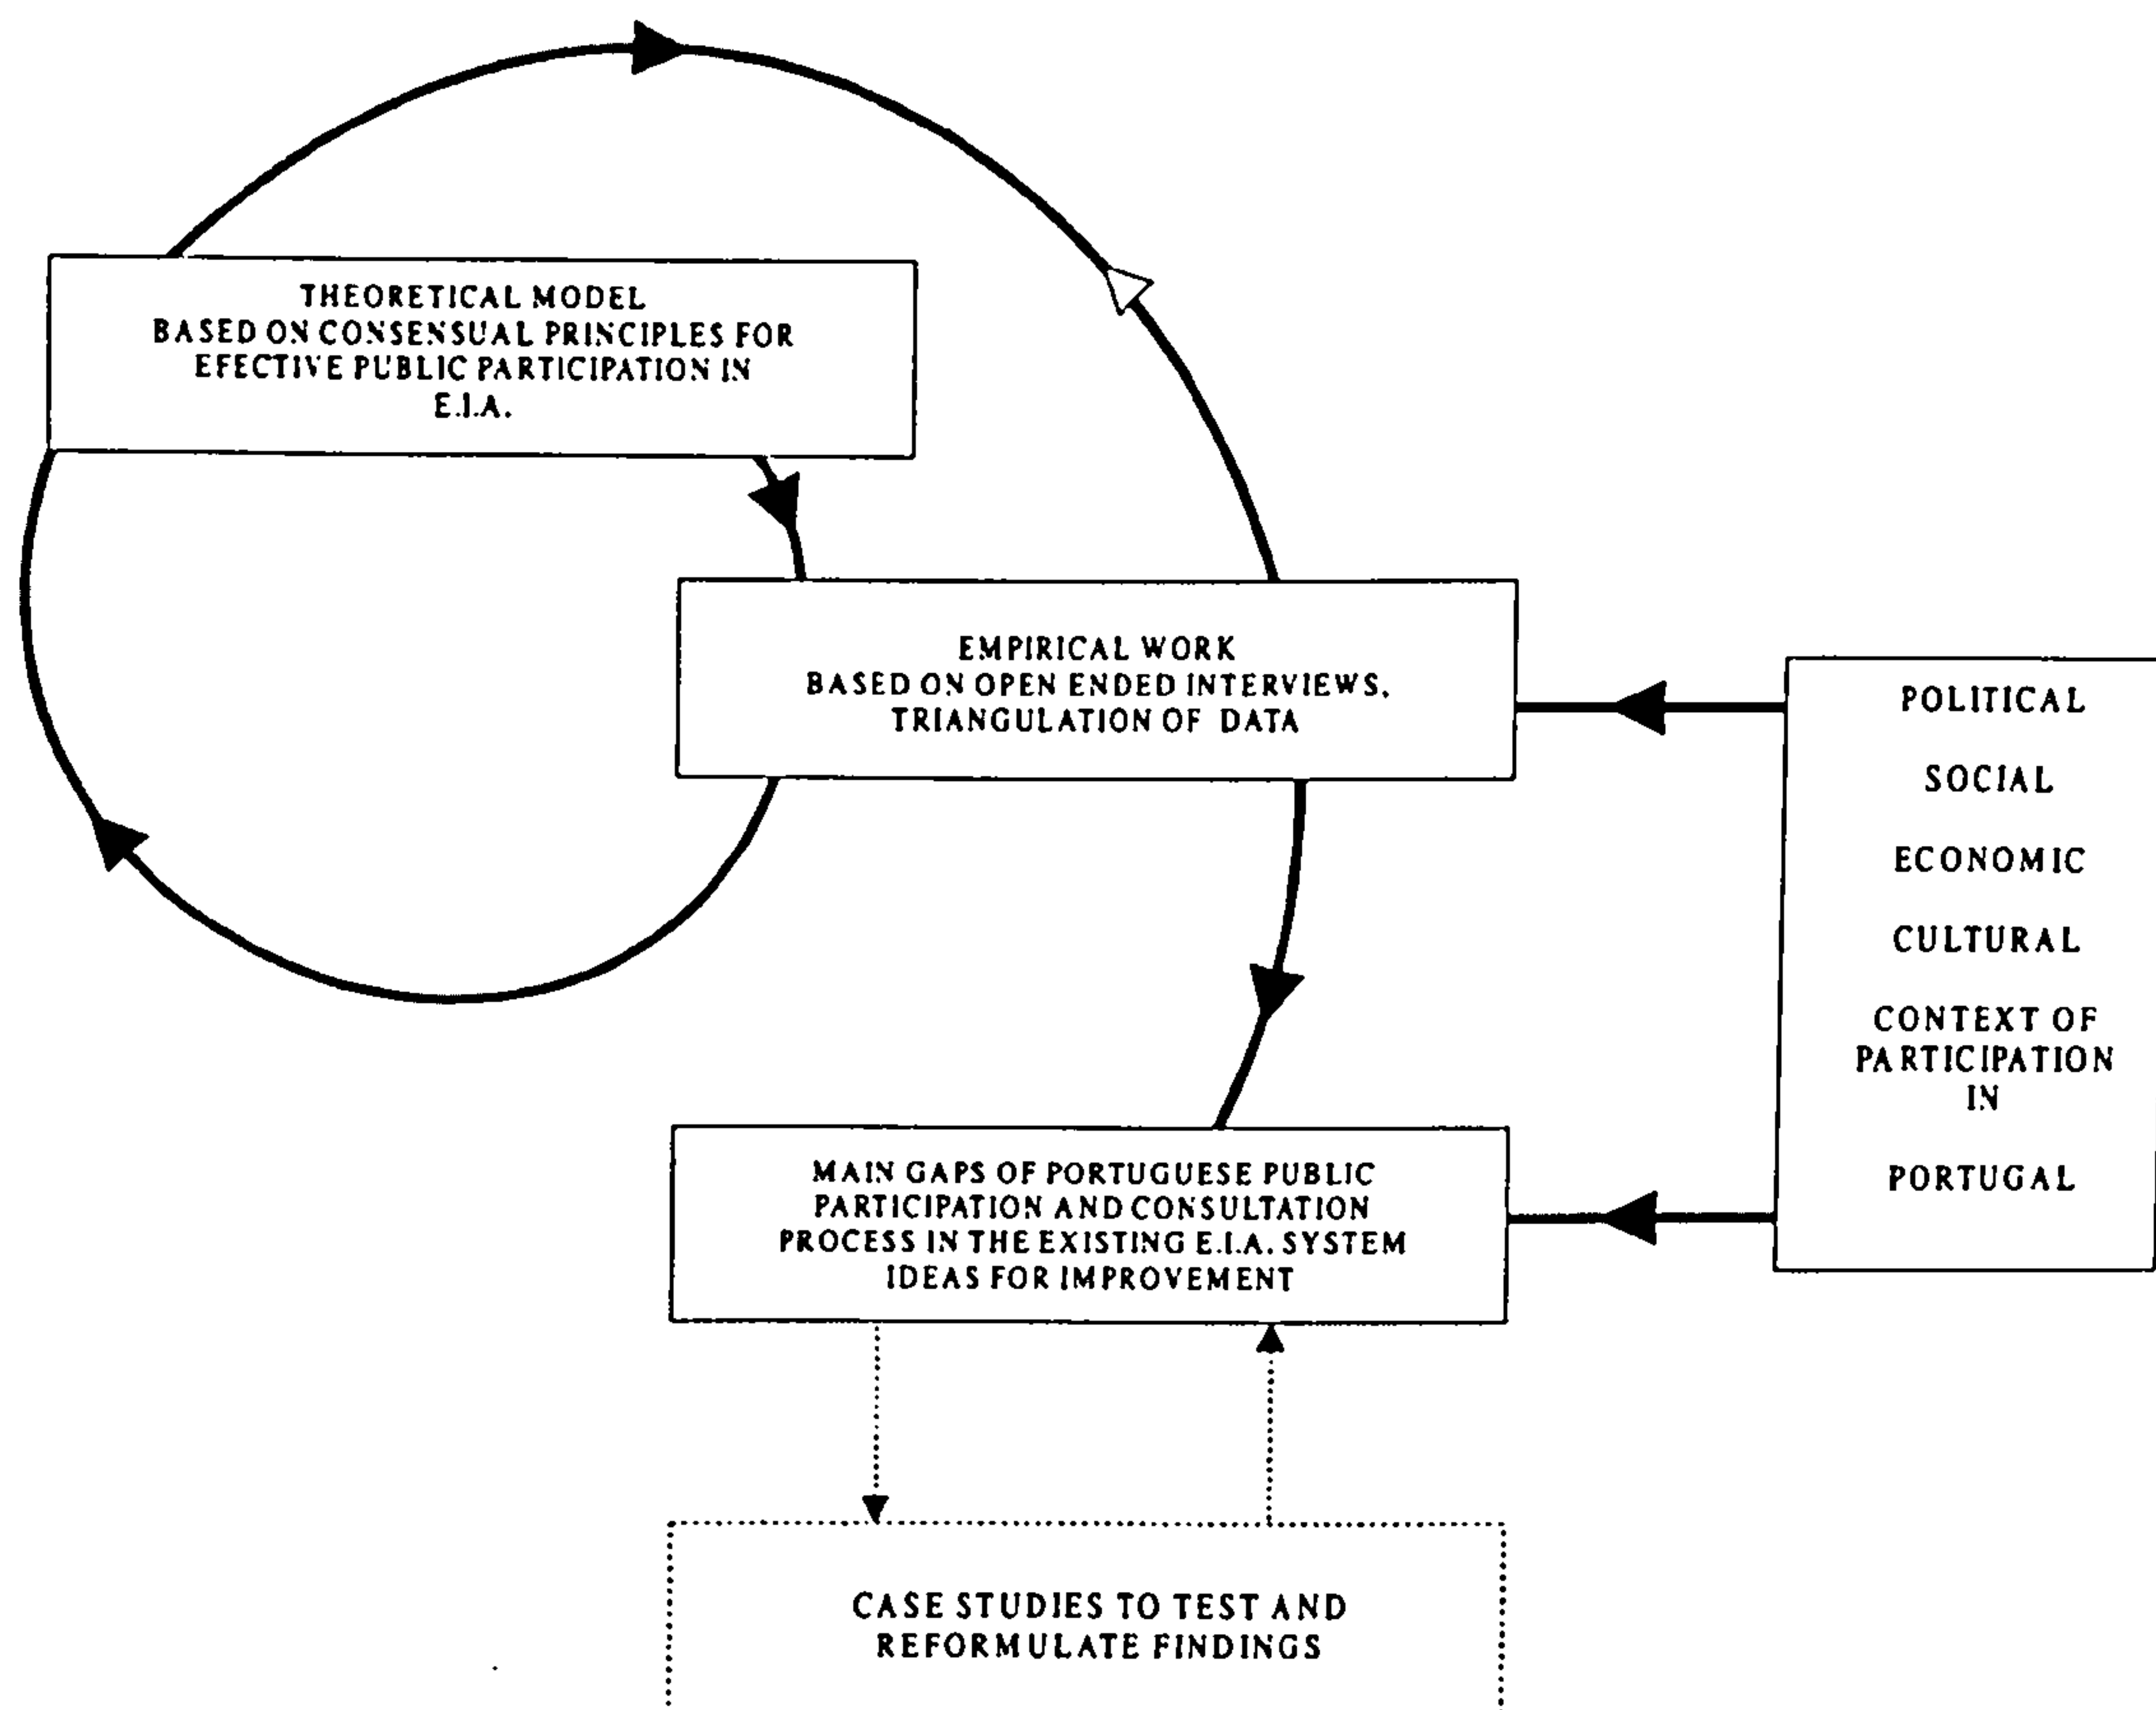 THEORETICAL MODEL
BASED ON CONSENSUAL PRINCIPLES FOR
EFECTIVE PUBLIC PARTICIPATION IN
E.I.A.
EMPIRICAL WORK
BASED ON OPEN ENDED INTERVIEWS,
TRIANGULATION OF DATA
POLITICAL
SOCIAL
ECONOMIC
CULTURAL
CONTEXT OF
PARTICIPATION
IN
PORTUGAL
MAIN GAPS OF PORTUGUESE PUBLIC
PARTICIPATION AND CONSULTATION
PROCESS IN THE EXISTING E.I.A. SYSTEM
IDEAS FOR IMPROVEMENT
CASE STUDIES TO TEST AND
REFORMULATE FINDINGS